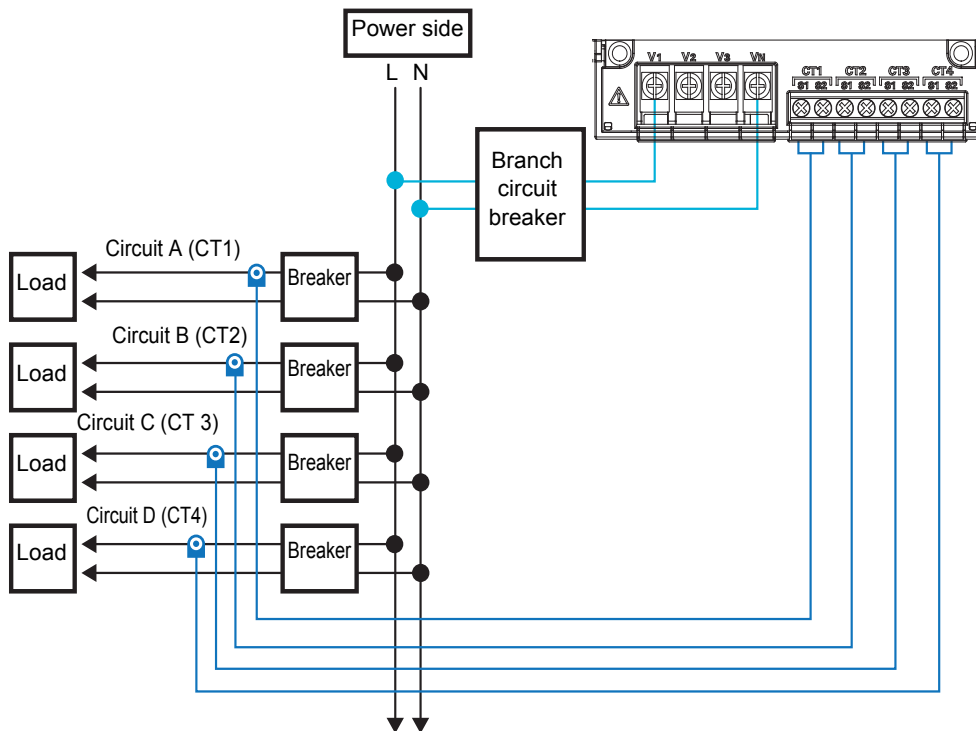 Power side
L N
V1 V2 V3 VN
CT1 CT2 CT3 CT4
S1 S2 S1 S2 S1 S2 S1 S2
Branch
circuit
breaker
Circuit A (CT1)
Load
Breaker
Circuit B (CT2)
Load
Breaker
Circuit C (CT 3)
Load
Breaker
Circuit D (CT4)
Load
Breaker